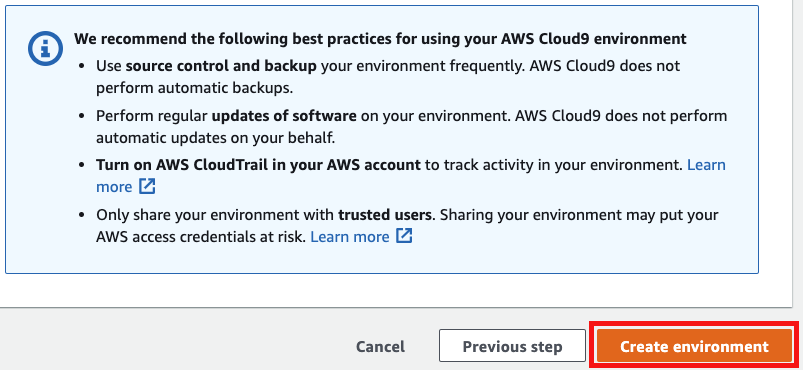 We recommend the following best practices for using your AWS Cloud9 environment
• Use source control and backup your environment frequently. AWS Cloud9 does not
perform automatic backups.
• Perform regular updates of software on your environment. AWS Cloud9 does not perform
automatic updates on your behalf.
• Turn on AWS CloudTrail in your AWS account to track activity in your environment. Learn
more
• Only share your environment with trusted users. Sharing your environment may put your
AWS access credentials at risk. Learn more
Cancel Previous step Create environment